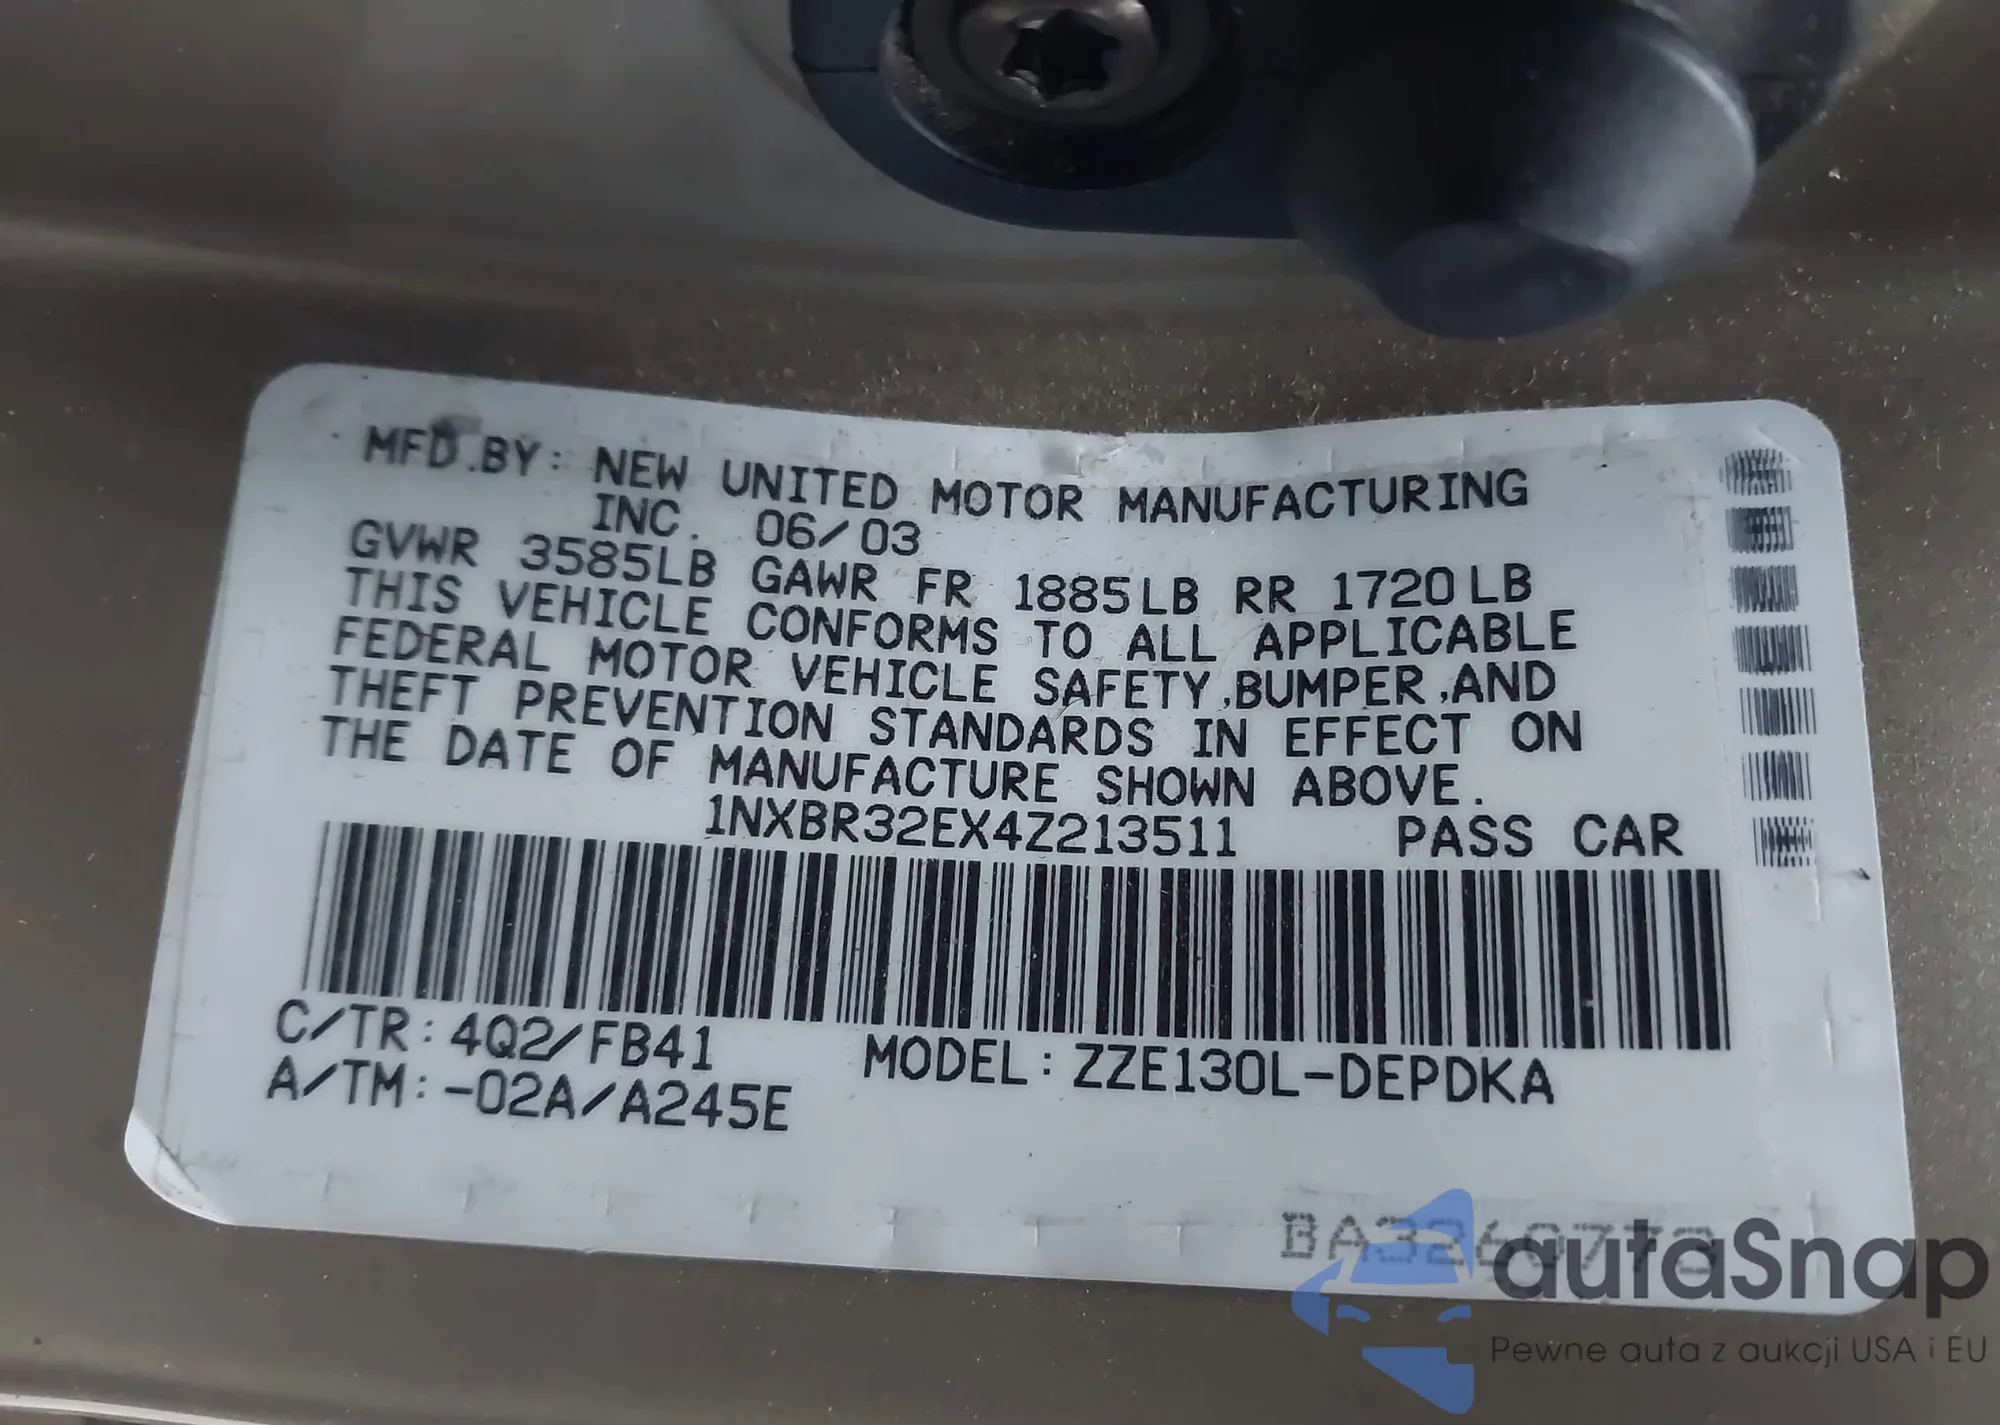 MFD.BY: NEW UNITED MOTOR MANUFACTURING
INC. 06/03
GVWR 3585LB GAWR FR 1885LB RR 1720LB
THIS VEHICLE CONFORMS TO ALL APPLICABLE
FEDERAL MOTOR VEHICLE SAFETY,BUMPER,AND
THEFT PREVENTION STANDARDS IN EFFECT ON
THE DATE OF MANUFACTURE SHOWN ABOVE.
1NXBR32EX4Z213511 PASS CAR
C/TR: 4Q2/FB41 MODEL: ZZE130L-DEPDKA
A/TM: -02A/A245E
autaSnap
Pewne auta z aukcji USA i EU